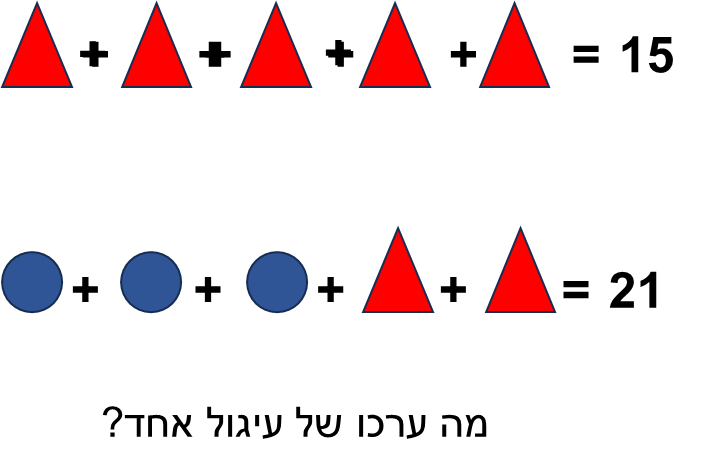 + + + + = 15
+ + + + = 21
מה ערכו של עיגול אחד?